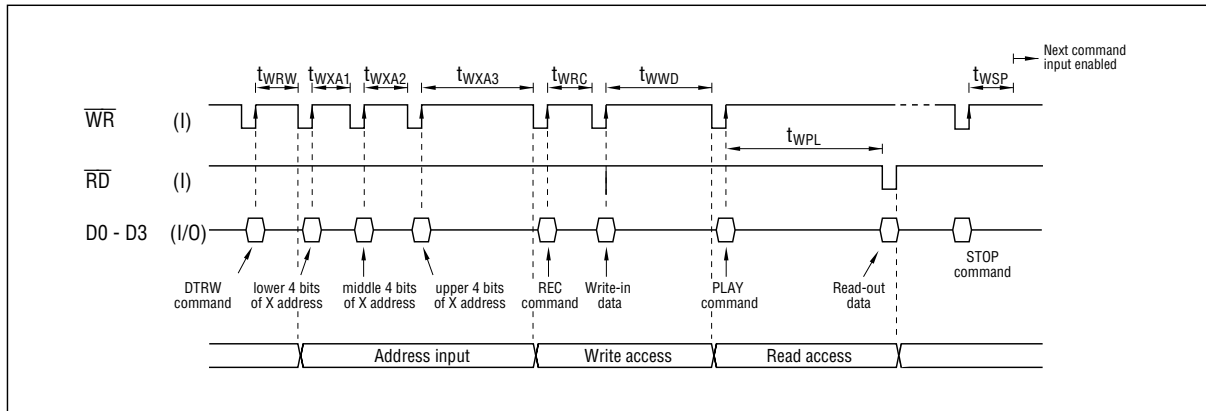 Next command
input enabled
tWRW tWXA1 tWXA2 tWXA3 tWRC tWWD tWSP
WR (I)
tWPL
RD (I)
D0 - D3 (I/O)
DTRW
command
lower 4 bits
of X address
middle 4 bits
of X address
upper 4 bits
of X address
REC
command
Write-in
data
PLAY
command
Read-out
data
STOP
command
Address input Write access Read access